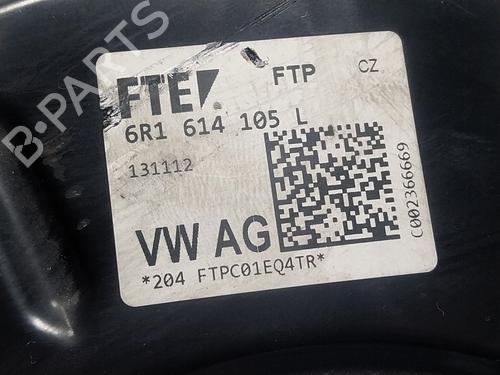 B-PARTS
FTE FTP CZ
6R1 614 105 L
131112
VW AG
*204 FTPC01EQ4TR*
C002366669